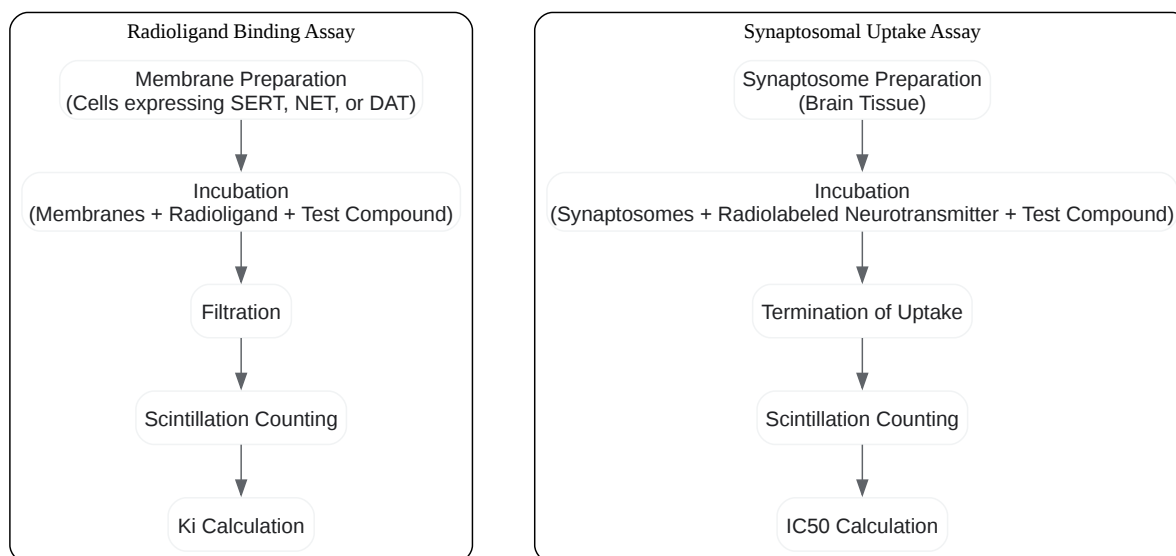 Radioligand Binding Assay
Membrane Preparation
(Cells expressing SERT, NET, or DAT)
Incubation
(Membranes + Radioligand + Test Compound)
Filtration
Scintillation Counting
Ki Calculation
Synaptosomal Uptake Assay
Synaptosome Preparation
(Brain Tissue)
Incubation
(Synaptosomes + Radiolabeled Neurotransmitter + Test Compound)
Termination of Uptake
Scintillation Counting
IC50 Calculation